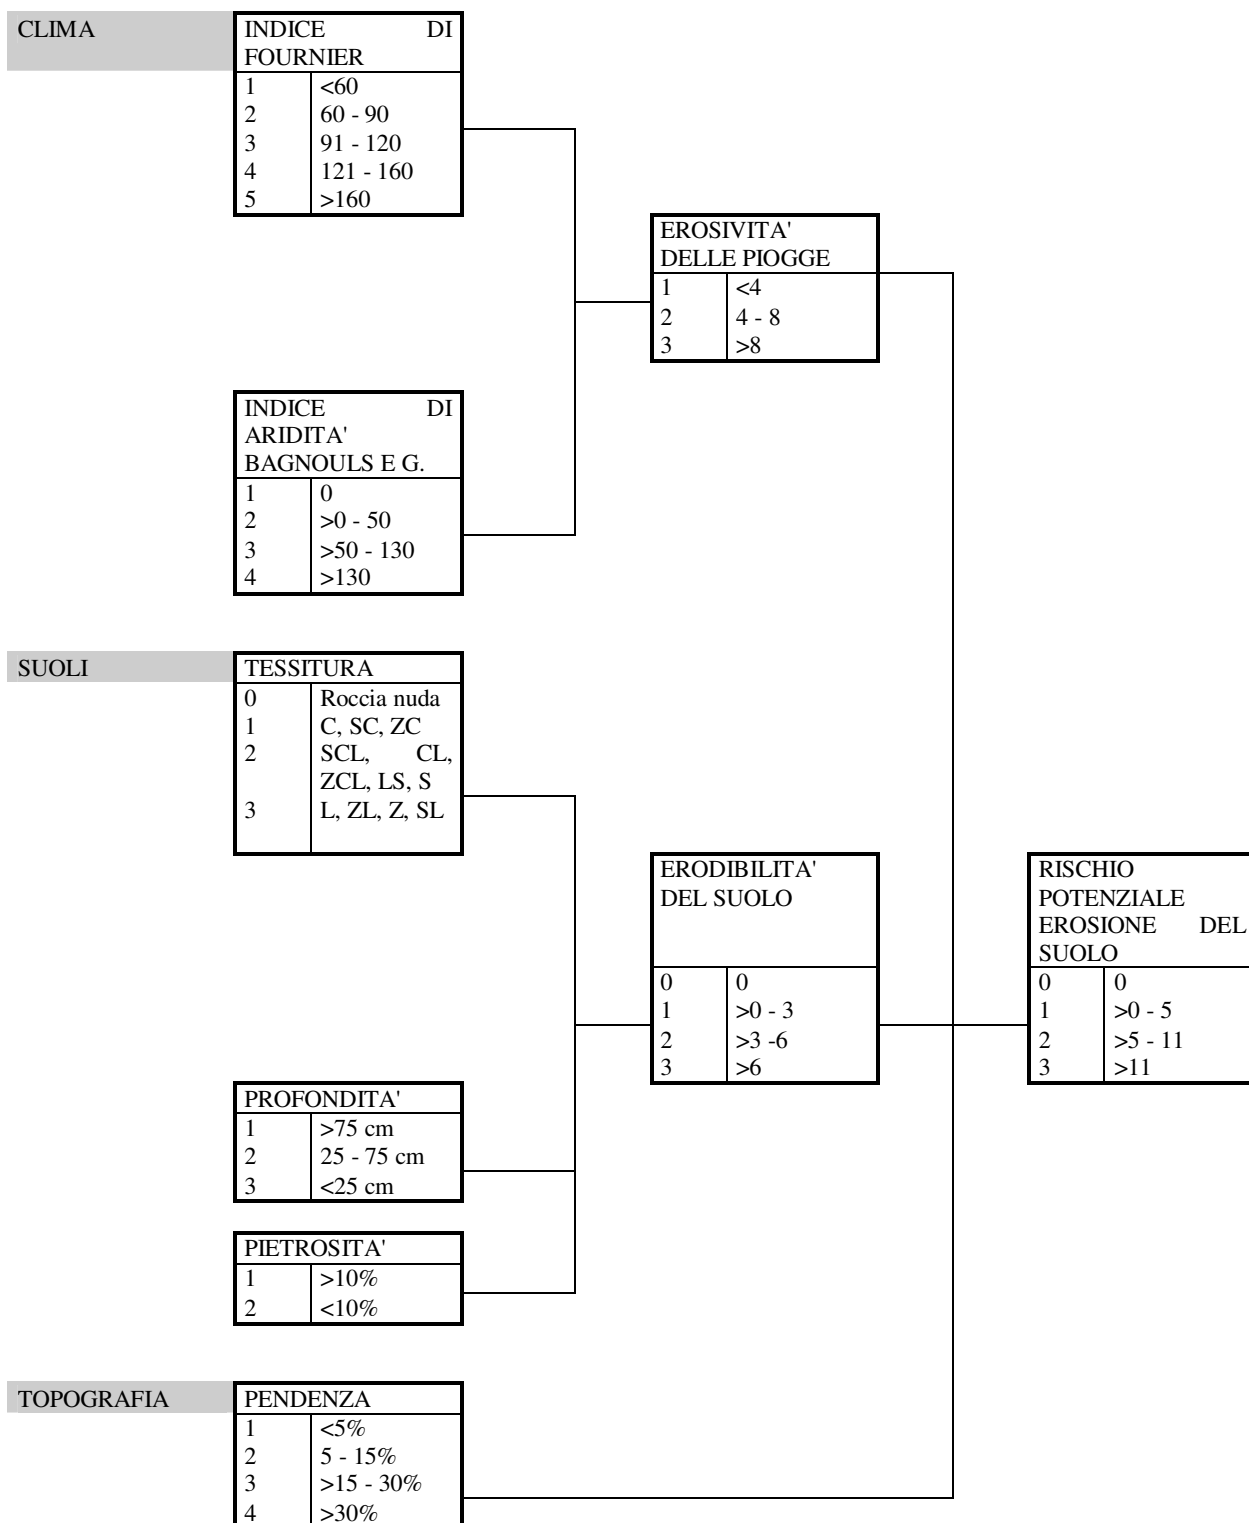 CLIMA
INDICE DI
FOURNIER
1 <60
2 60 - 90
3 91 - 120
4 121 - 160
5 >160
EROSIVITA'
DELLE PIOGGE
1 <4
2 4 - 8
3 >8
INDICE DI
ARIDITA'
BAGNOULS E G.
1 0
2 >0 - 50
3 >50 - 130
4 >130
SUOLI
TESSITURA
0 Roccia nuda
1 C, SC, ZC
2 SCL, CL,
ZCL, LS, S
3 L, ZL, Z, SL
ERODIBILITA'
DEL SUOLO
0 0
1 >0 - 3
2 >3 -6
3 >6
RISCHIO
POTENZIALE
EROSIONE DEL
SUOLO
0 0
1 >0 - 5
2 >5 - 11
3 >11
PROFONDITA'
1 >75 cm
2 25 - 75 cm
3 <25 cm
PIETROSITA'
1 >10%
2 <10%
TOPOGRAFIA
PENDENZA
1 <5%
2 5 - 15%
3 >15 - 30%
4 >30%